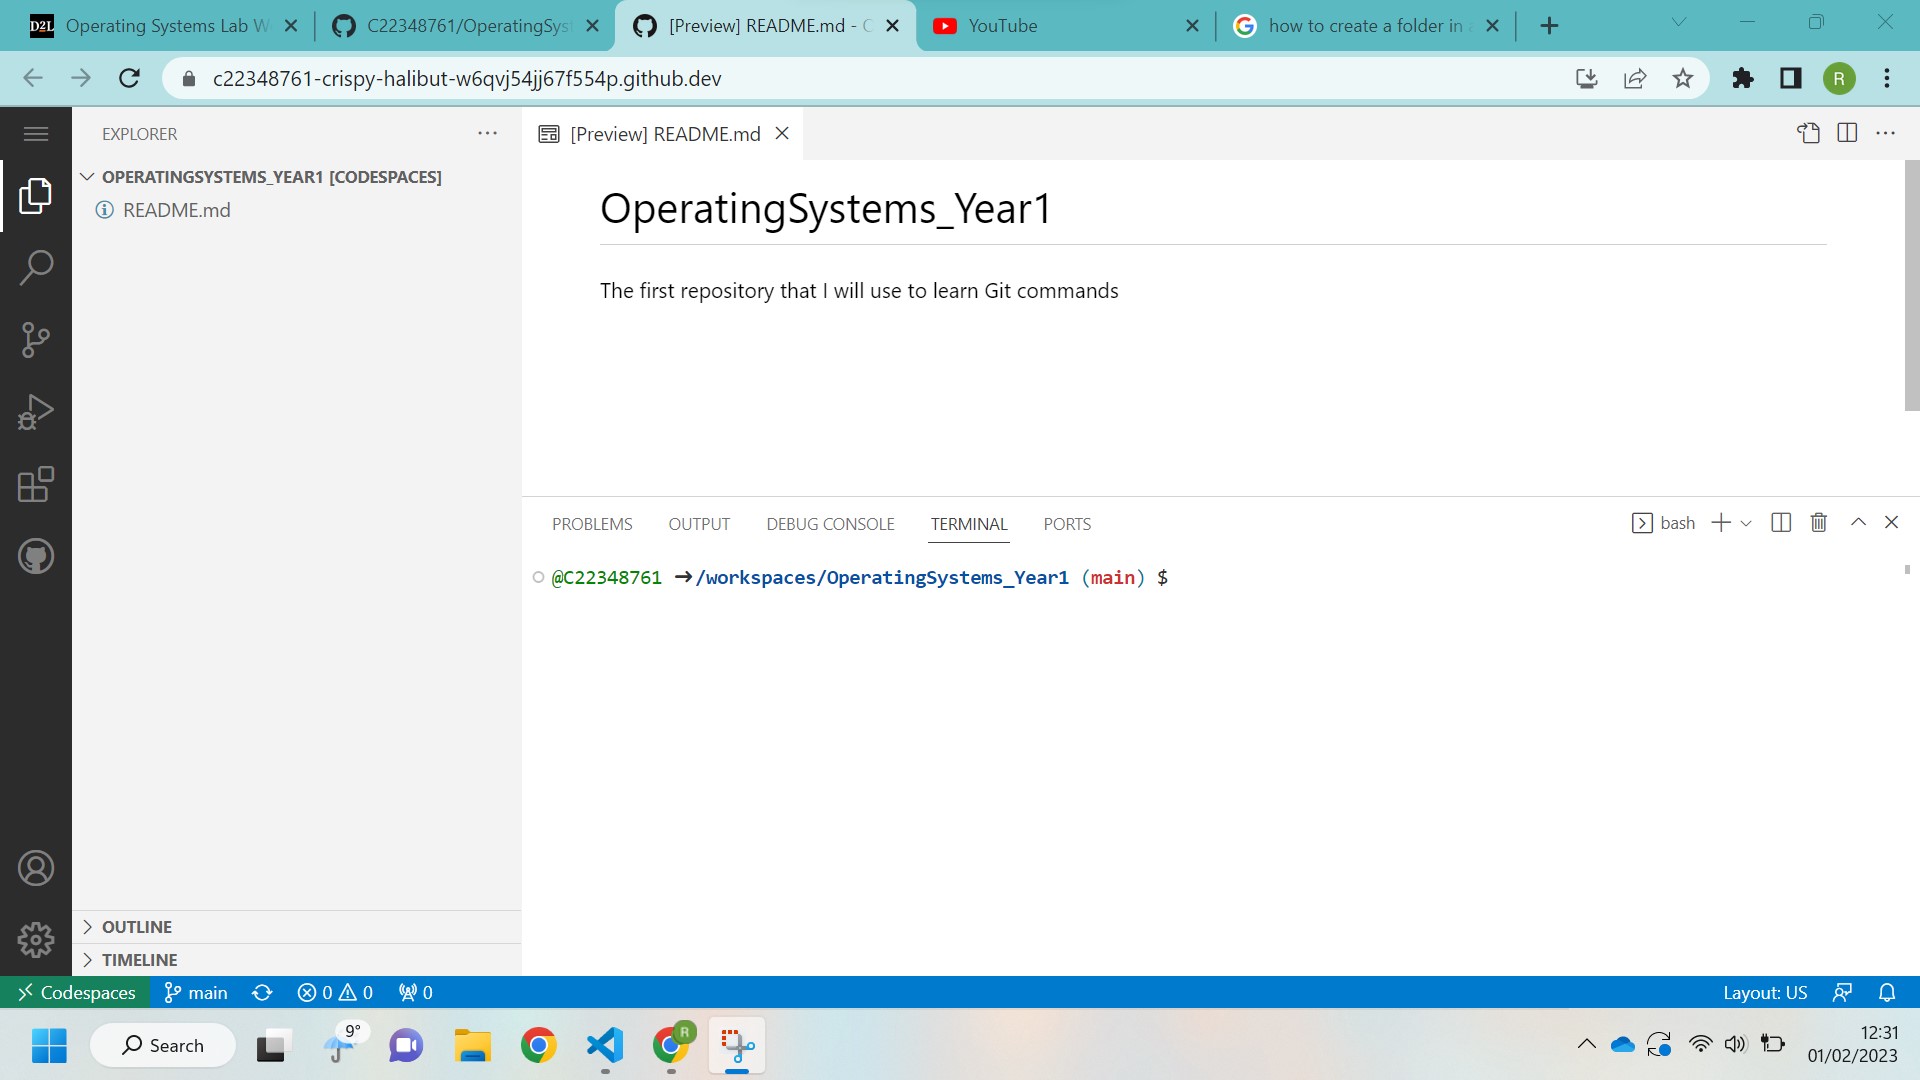 D2L Operating Systems Lab W
C22348761/OperatingSyst
[Preview] README.md - C
YouTube
how to create a folder in
c22348761-crispy-halibut-w6qvj54jj67f554p.github.dev
R
EXPLORER
[Preview] README.md
OPERATINGSYSTEMS_YEAR1 [CODESPACES]
README.md
OperatingSystems_Year1
The first repository that I will use to learn Git commands
PROBLEMS OUTPUT DEBUG CONSOLE TERMINAL PORTS
bash
@C22348761 ➜/workspaces/OperatingSystems_Year1 (main) $
OUTLINE
TIMELINE
Codespaces main 0 0 0
Layout: US
Search
9°
R
12:31
01/02/2023